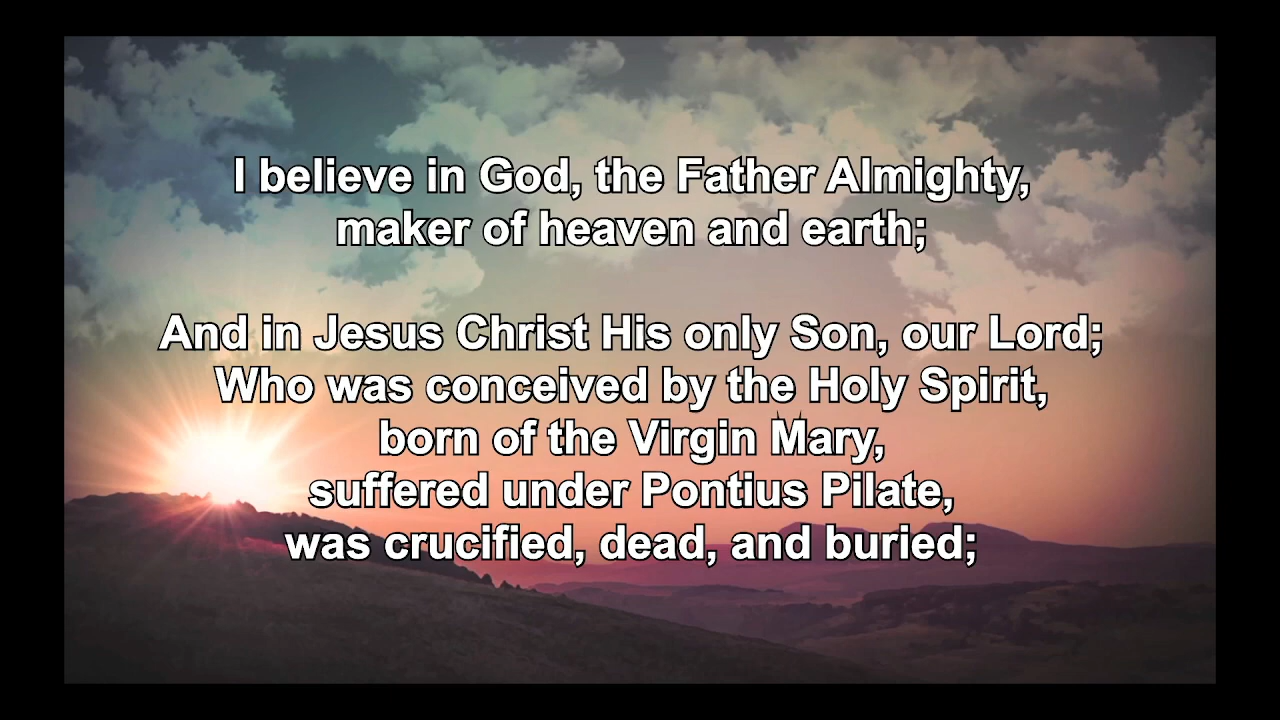 I believe in God, the Father Almighty,
maker of heaven and earth;
And in Jesus Christ His only Son, our Lord;
Who was conceived by the Holy Spirit,
born of the Virgin Mary,
suffered under Pontius Pilate,
was crucified, dead, and buried;